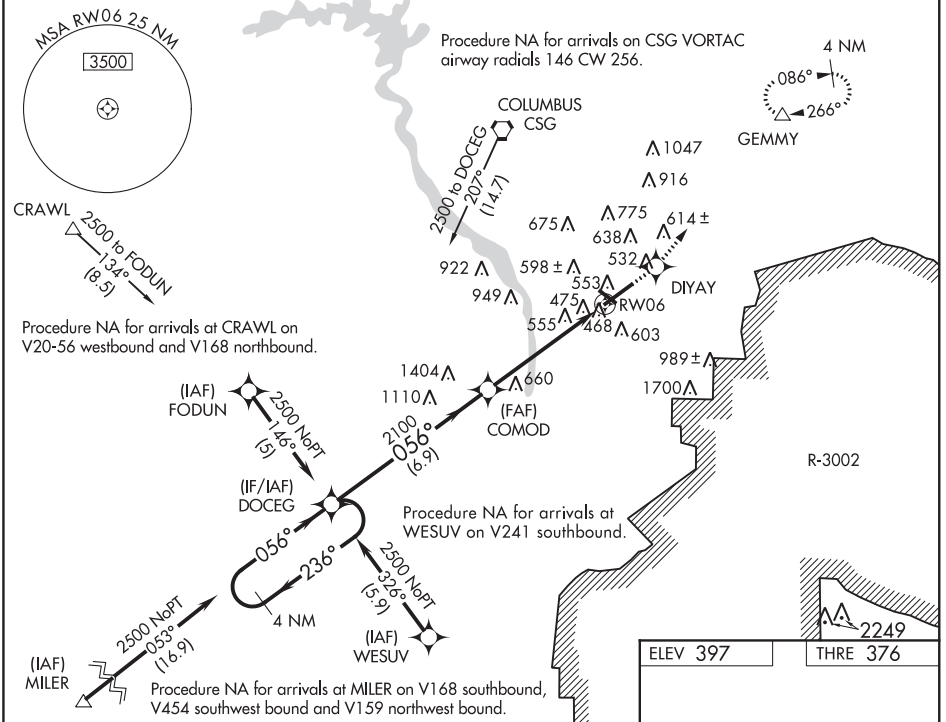 MSA RW06 25 NM
3500
Procedure NA for arrivals on CSG VORTAC
airway radials 146 CW 256.
4 NM
086°
266°
GEMMY
COLUMBUS
CSG
2500 to DOCEG
207°
(14.7)
1047
916
CRAWL
2500 to FODUN
134°
(8.5)
675
775
614 ±
638
922
598 ±
532
DIYAY
553
949
475
RW06
555
468
603
Procedure NA for arrivals at CRAWL on
V20-56 westbound and V168 northbound.
989 ±
1404
660
1700
1110
(IAF)
FODUN
2500 NoPT
146°
(5)
(FAF)
COMOD
2100
056°
(6.9)
R-3002
(IF/IAF)
DOCEG
Procedure NA for arrivals at
WESUV on V241 southbound.
056°
236°
4 NM
2500 NoPT
326°
(5.9)
2500 NoPT
053°
(16.9)
(IAF)
WESUV
2249
(IAF)
MILER
ELEV 397
THRE 376
Procedure NA for arrivals at MILER on V168 southbound,
V454 southwest bound and V159 northwest bound.